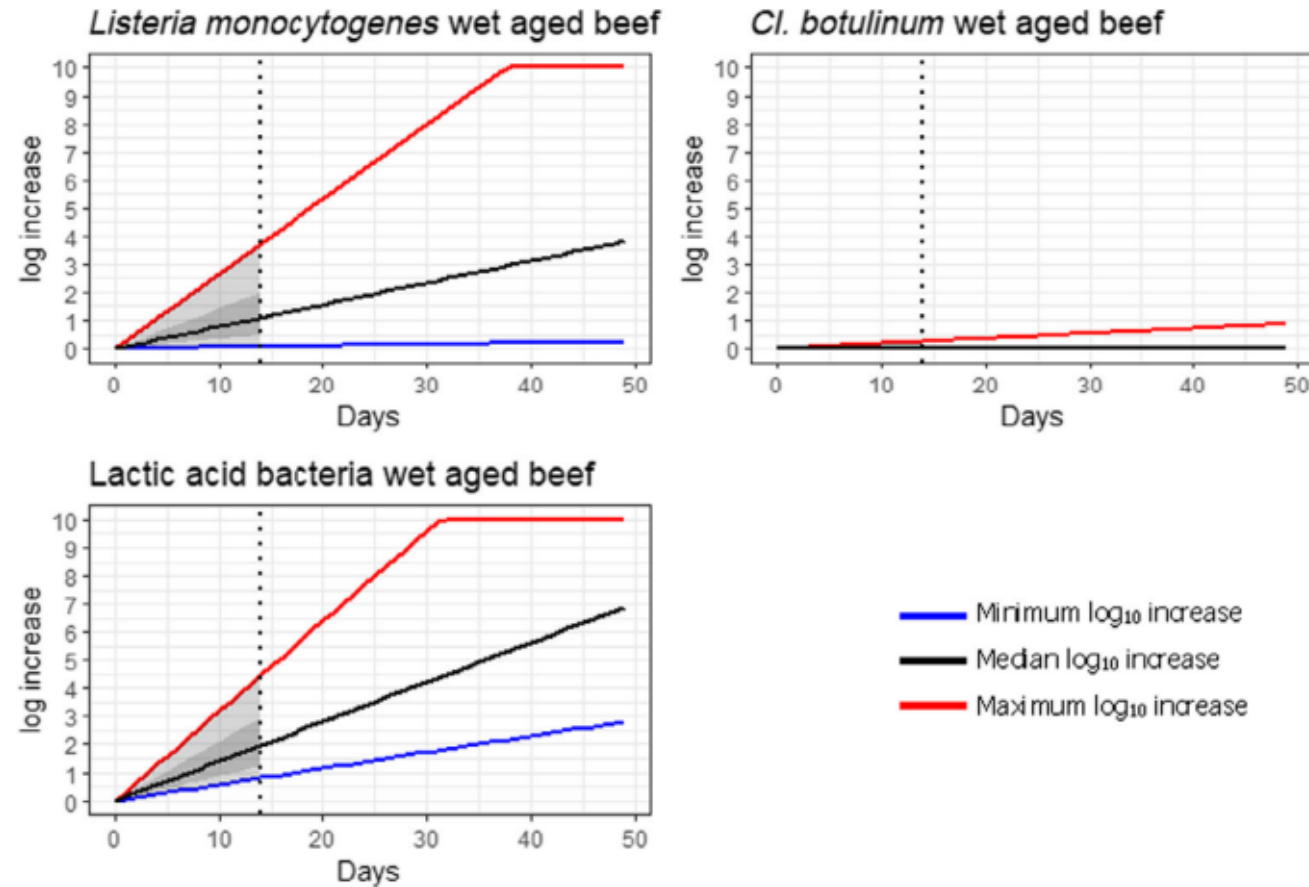 Listeria monocytogenes wet aged beef
10
9
8
7
6
5
4
3
2
1
0
log increase
0 10 20 30 40 50
Days
Cl. botulinum wet aged beef
10
9
8
7
6
5
4
3
2
1
0
log increase
0 10 20 30 40 50
Days
Lactic acid bacteria wet aged beef
10
9
8
7
6
5
4
3
2
1
0
log increase
0 10 20 30 40 50
Days
Minimum log₁₀ increase
Median log₁₀ increase
Maximum log₁₀ increase